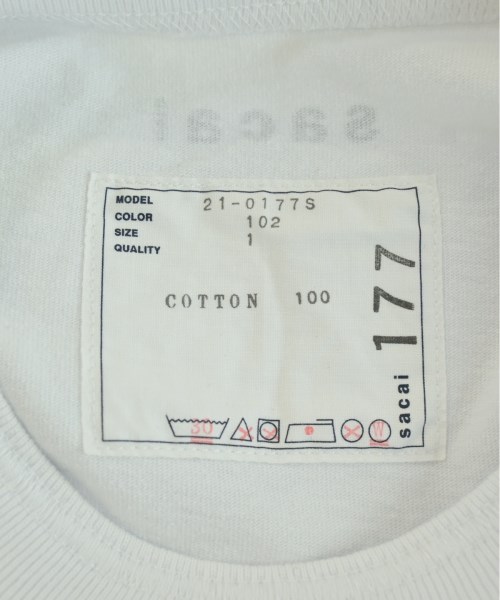 sacai
MODEL 21-0177S
COLOR 102
SIZE 1
QUALITY
COTTON 100
30
W
sacai 177